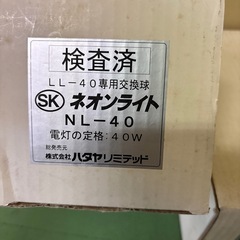 検査済
LL-40専用交換球
SK ネオンライト
NL-40
電灯の定格:40W
総発売元
株式会社ハタヤリミテッド